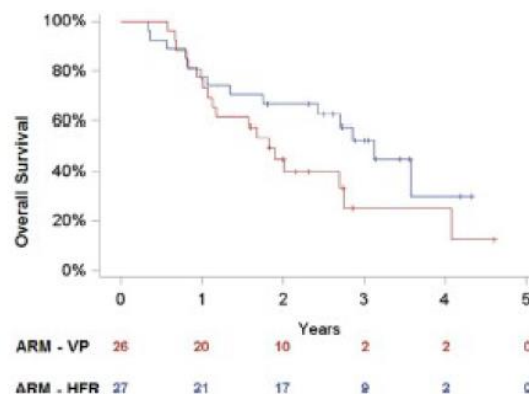 100%
80%
60%
40%
20%
0%
Overall Survival
0 1 2 3 4 5
Years
ARM - VP 26 20 10 2 2 0
ARM - HFR 27 21 17 9 2 0